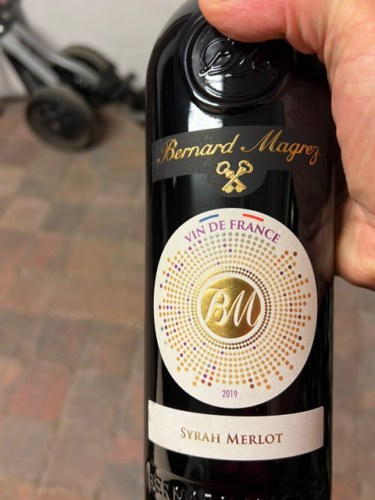 Bernard Magrez
VIN DE FRANCE
BM
2019
SYRAH MERLOT